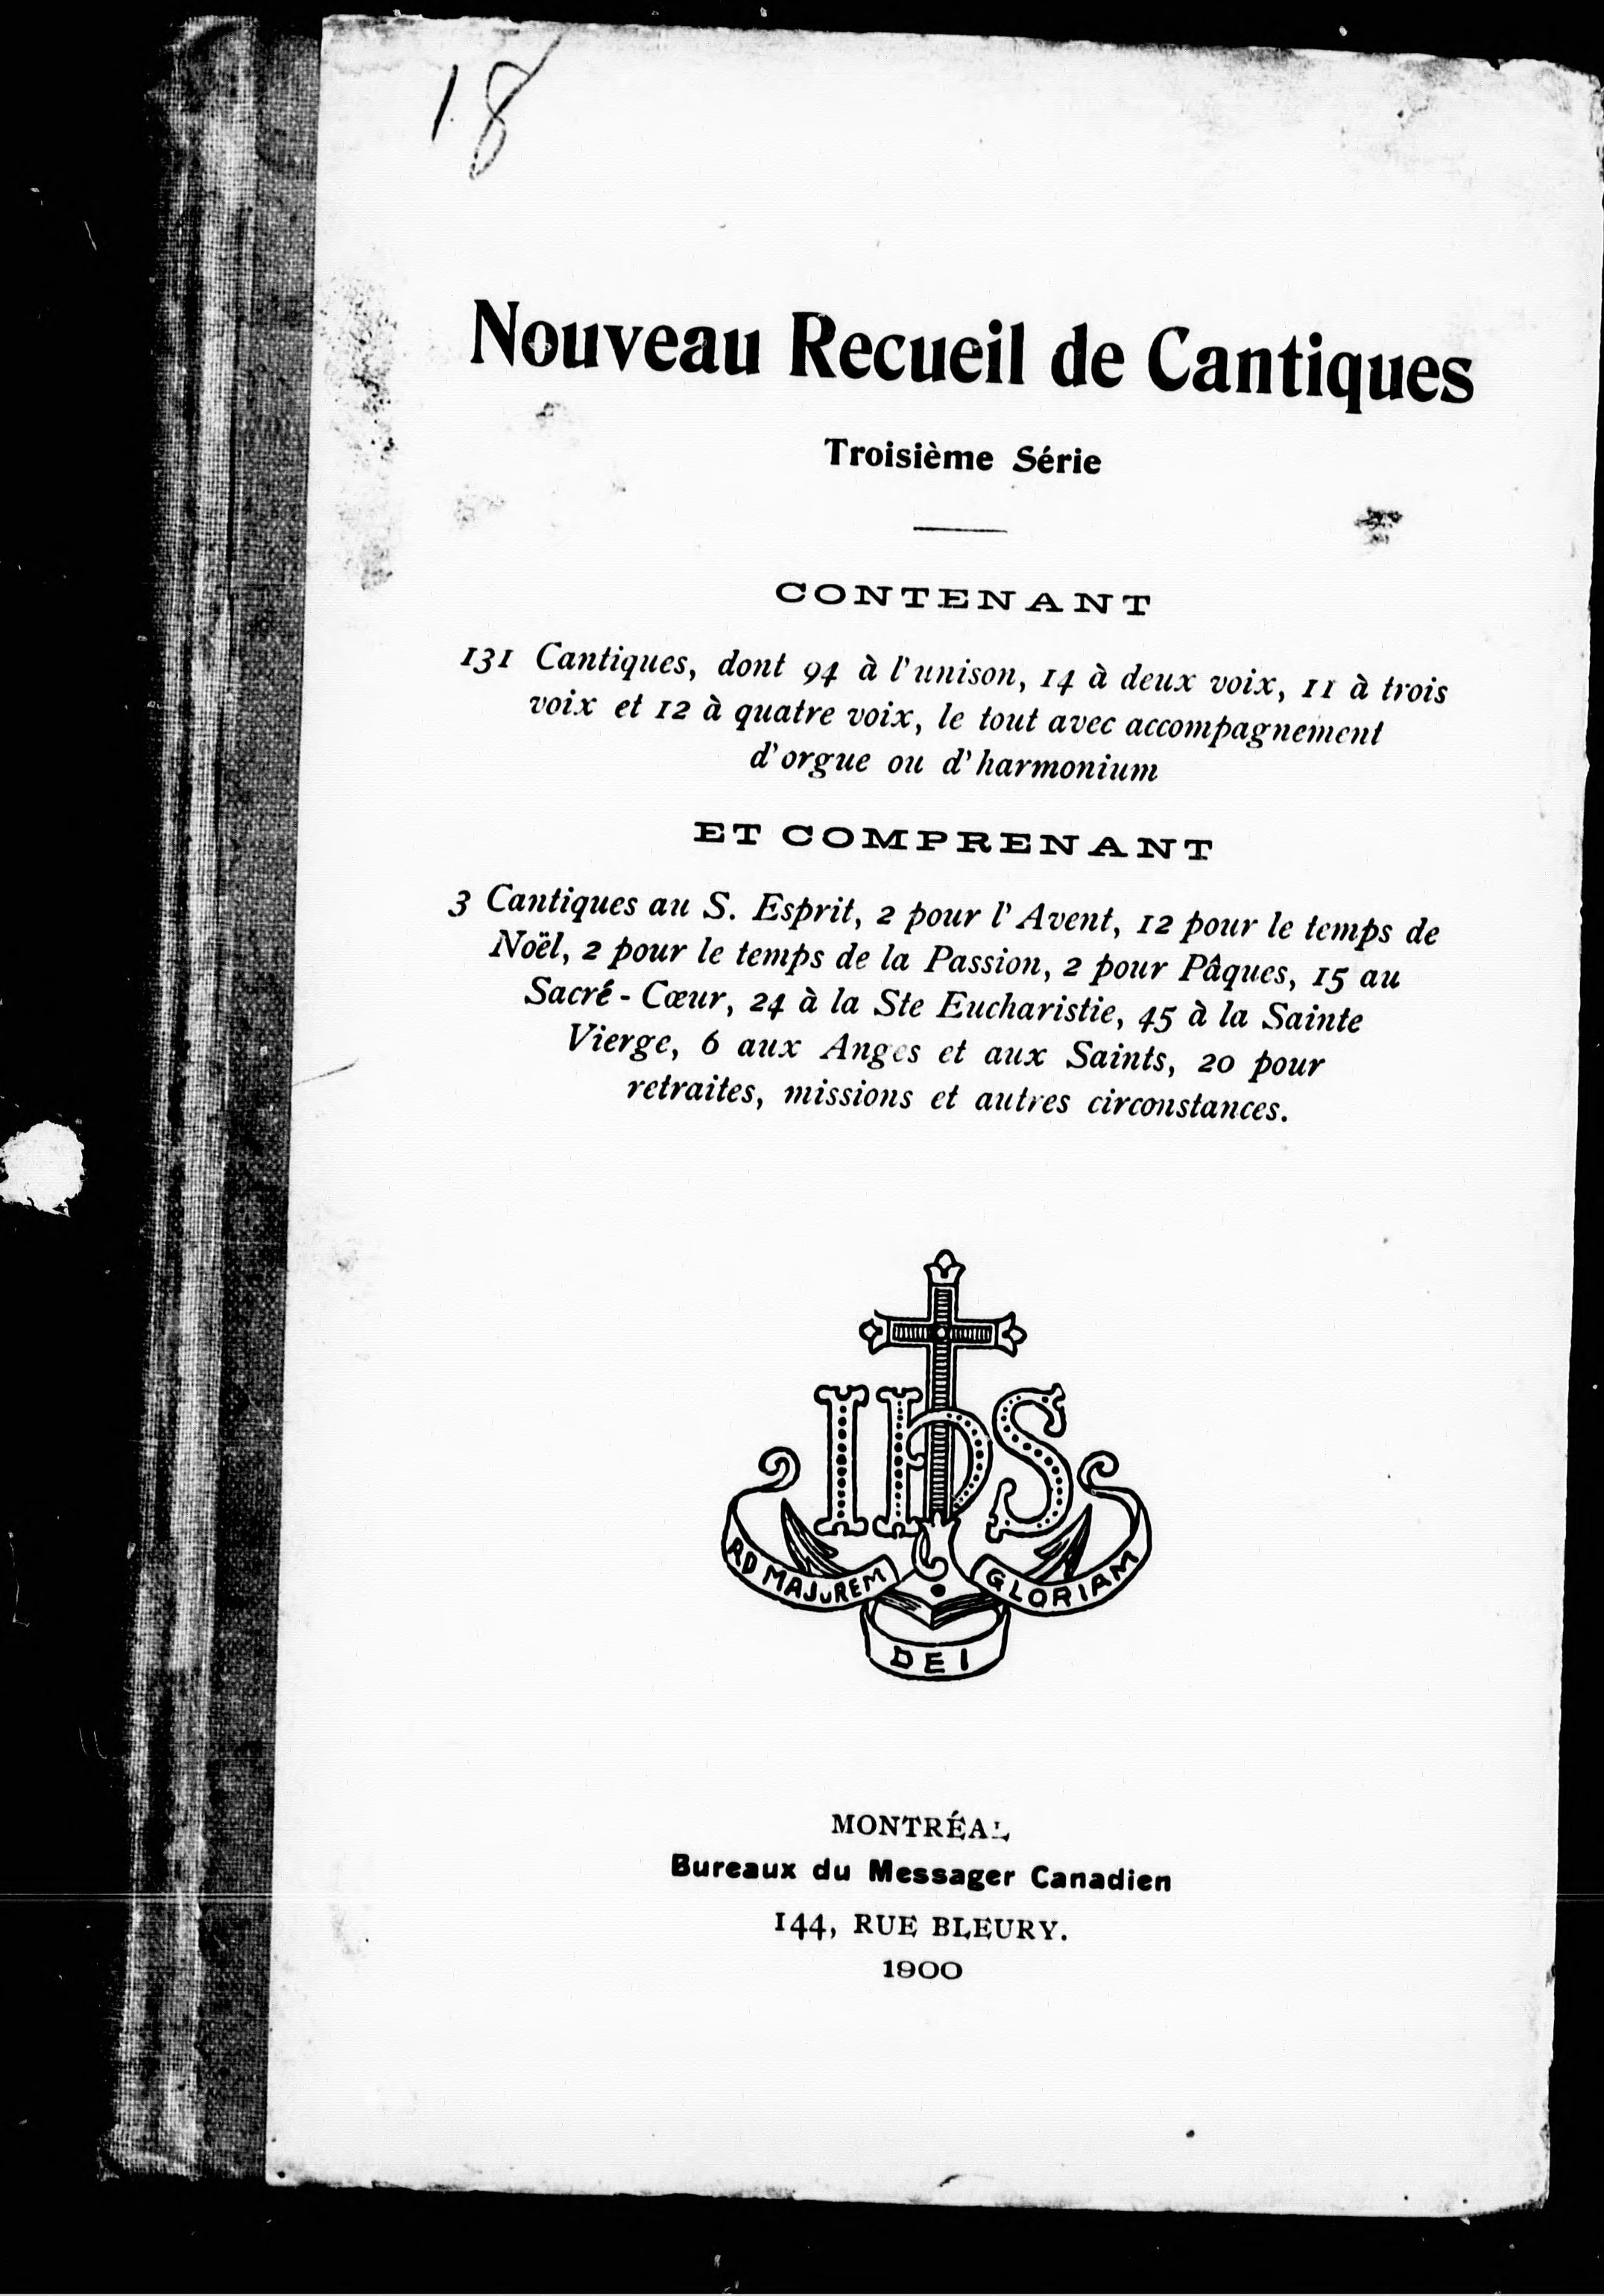 18
Nouveau Recueil de Cantiques
Troisième Série
CONTENANT
131 Cantiques, dont 94 à l'unison, 14 à deux voix, 11 à trois
voix et 12 à quatre voix, le tout avec accompagnement
d'orgue ou d'harmonium
ET COMPRENANT
3 Cantiques au S. Esprit, 2 pour l'Avent, 12 pour le temps de
Noël, 2 pour le temps de la Passion, 2 pour Pâques, 15 au
Sacré-Cœur, 24 à la Ste Eucharistie, 45 à la Sainte
Vierge, 6 aux Anges et aux Saints, 20 pour
retraites, missions et autres circonstances.
IHS
AD MAJUREM GLORIAM
DEI
MONTRÉAL
Bureaux du Messager Canadien
144, RUE BLEURY.
1900